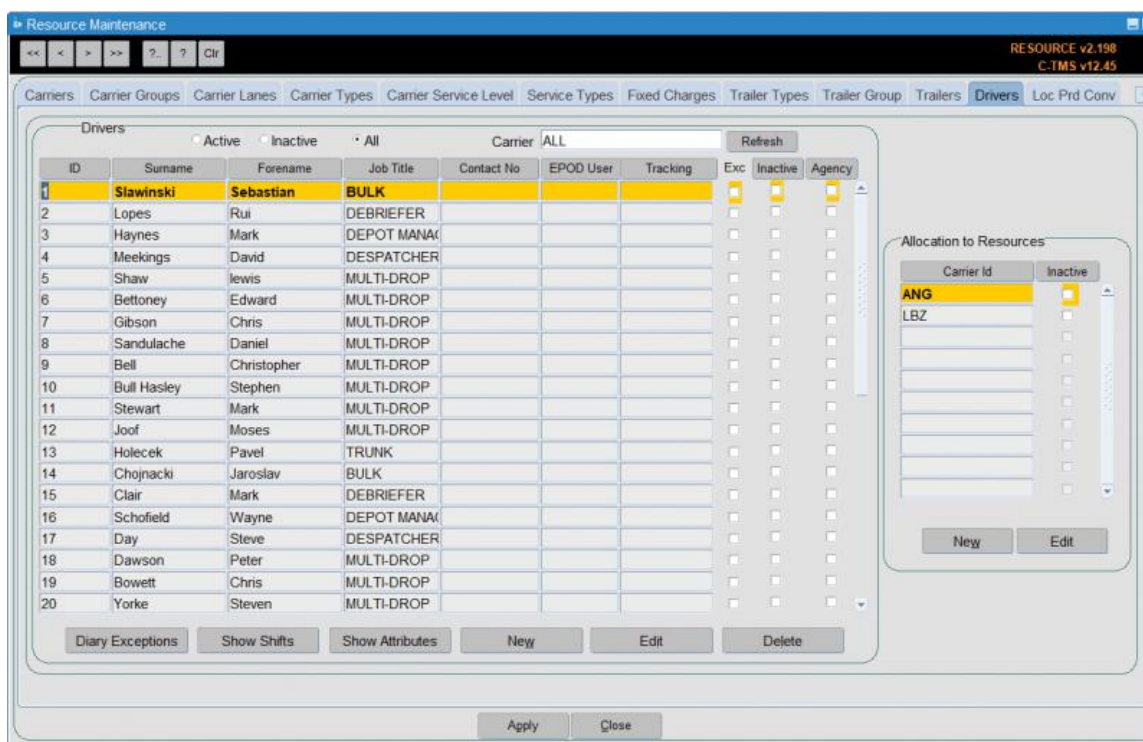 Resource Maintenance
<< < > >> ?.. ? Clr
RESOURCE v2.198
C-TMS v12.45
Carriers Carrier Groups Carrier Lanes Carrier Types Carrier Service Level Service Types Fixed Charges Trailer Types Trailer Group Trailers Drivers Loc Prd Conv
Drivers
Active Inactive All Carrier ALL Refresh
ID Surname Forename Job Title Contact No EPOD User Tracking Exc Inactive Agency
1 Slawinski Sebastian BULK
2 Lopes Rui DEBRIEFER
3 Haynes Mark DEPOT MANAG
4 Meekings David DESPATCHER
5 Shaw lewis MULTI-DROP
6 Bettoney Edward MULTI-DROP
7 Gibson Chris MULTI-DROP
8 Sandulache Daniel MULTI-DROP
9 Bell Christopher MULTI-DROP
10 Bull Hasley Stephen MULTI-DROP
11 Stewart Mark MULTI-DROP
12 Joof Moses MULTI-DROP
13 Holecek Pavel TRUNK
14 Chojnacki Jaroslav BULK
15 Clair Mark DEBRIEFER
16 Schofield Wayne DEPOT MANAG
17 Day Steve DESPATCHER
18 Dawson Peter MULTI-DROP
19 Bowett Chris MULTI-DROP
20 Yorke Steven MULTI-DROP
Diary Exceptions Show Shifts Show Attributes New Edit Delete
Allocation to Resources
Carrier Id Inactive
ANG
LBZ
New Edit
Apply Close